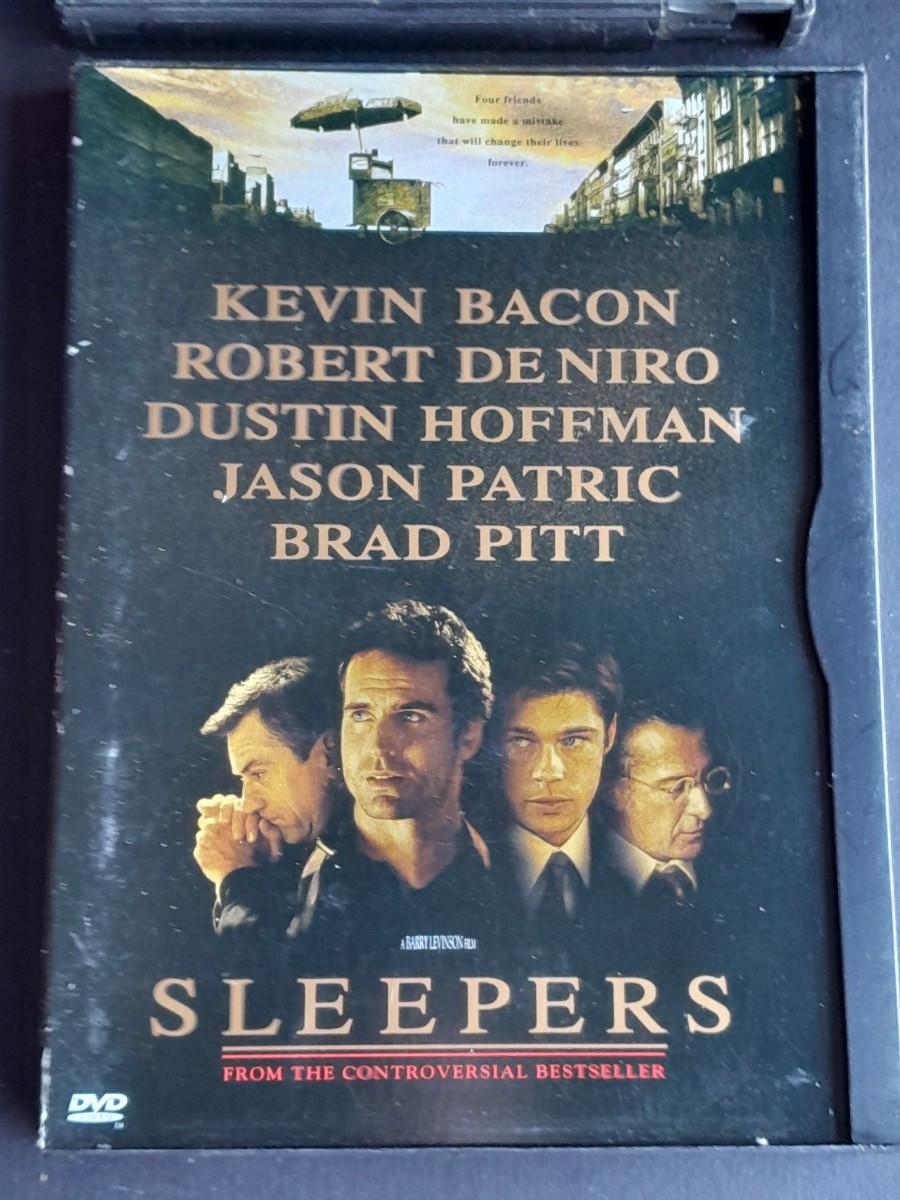 Four friends
have made a mistake
that will change their lives
forever.
KEVIN BACON
ROBERT DE NIRO
DUSTIN HOFFMAN
JASON PATRIC
BRAD PITT
A BARRY LEVINSON FILM
SLEEPERS
FROM THE CONTROVERSIAL BESTSELLER
DVD
VIDEO